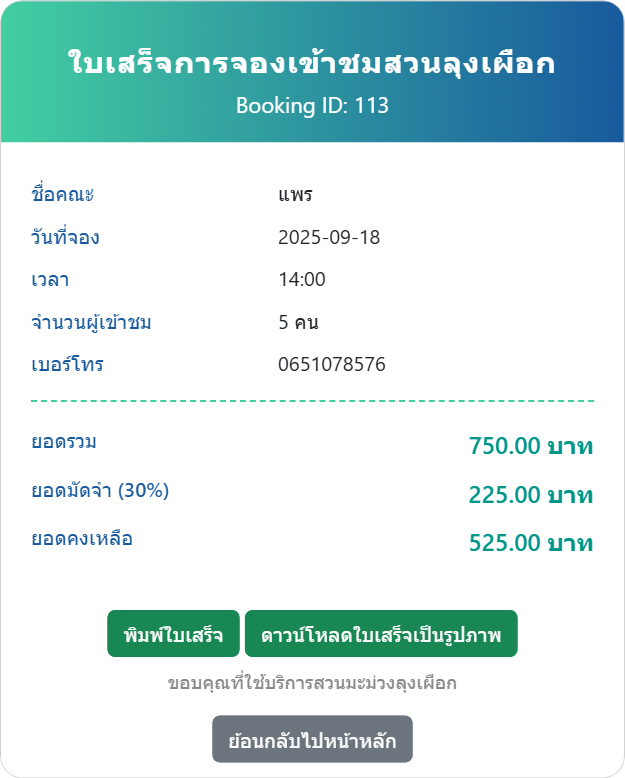 ใบเสร็จการจองเข้าชมสวนลุงเผือก
Booking ID: 113
ชื่อคณะ แพร
วันที่จอง 2025-09-18
เวลา 14:00
จำนวนผู้เข้าชม 5 คน
เบอร์โทร 0651078576
ยอดรวม 750.00 บาท
ยอดมัดจำ (30%) 225.00 บาท
ยอดคงเหลือ 525.00 บาท
พิมพ์ใบเสร็จ ดาวน์โหลดใบเสร็จเป็นรูปภาพ
ขอบคุณที่ใช้บริการสวนมะม่วงลุงเผือก
ย้อนกลับไปหน้าหลัก